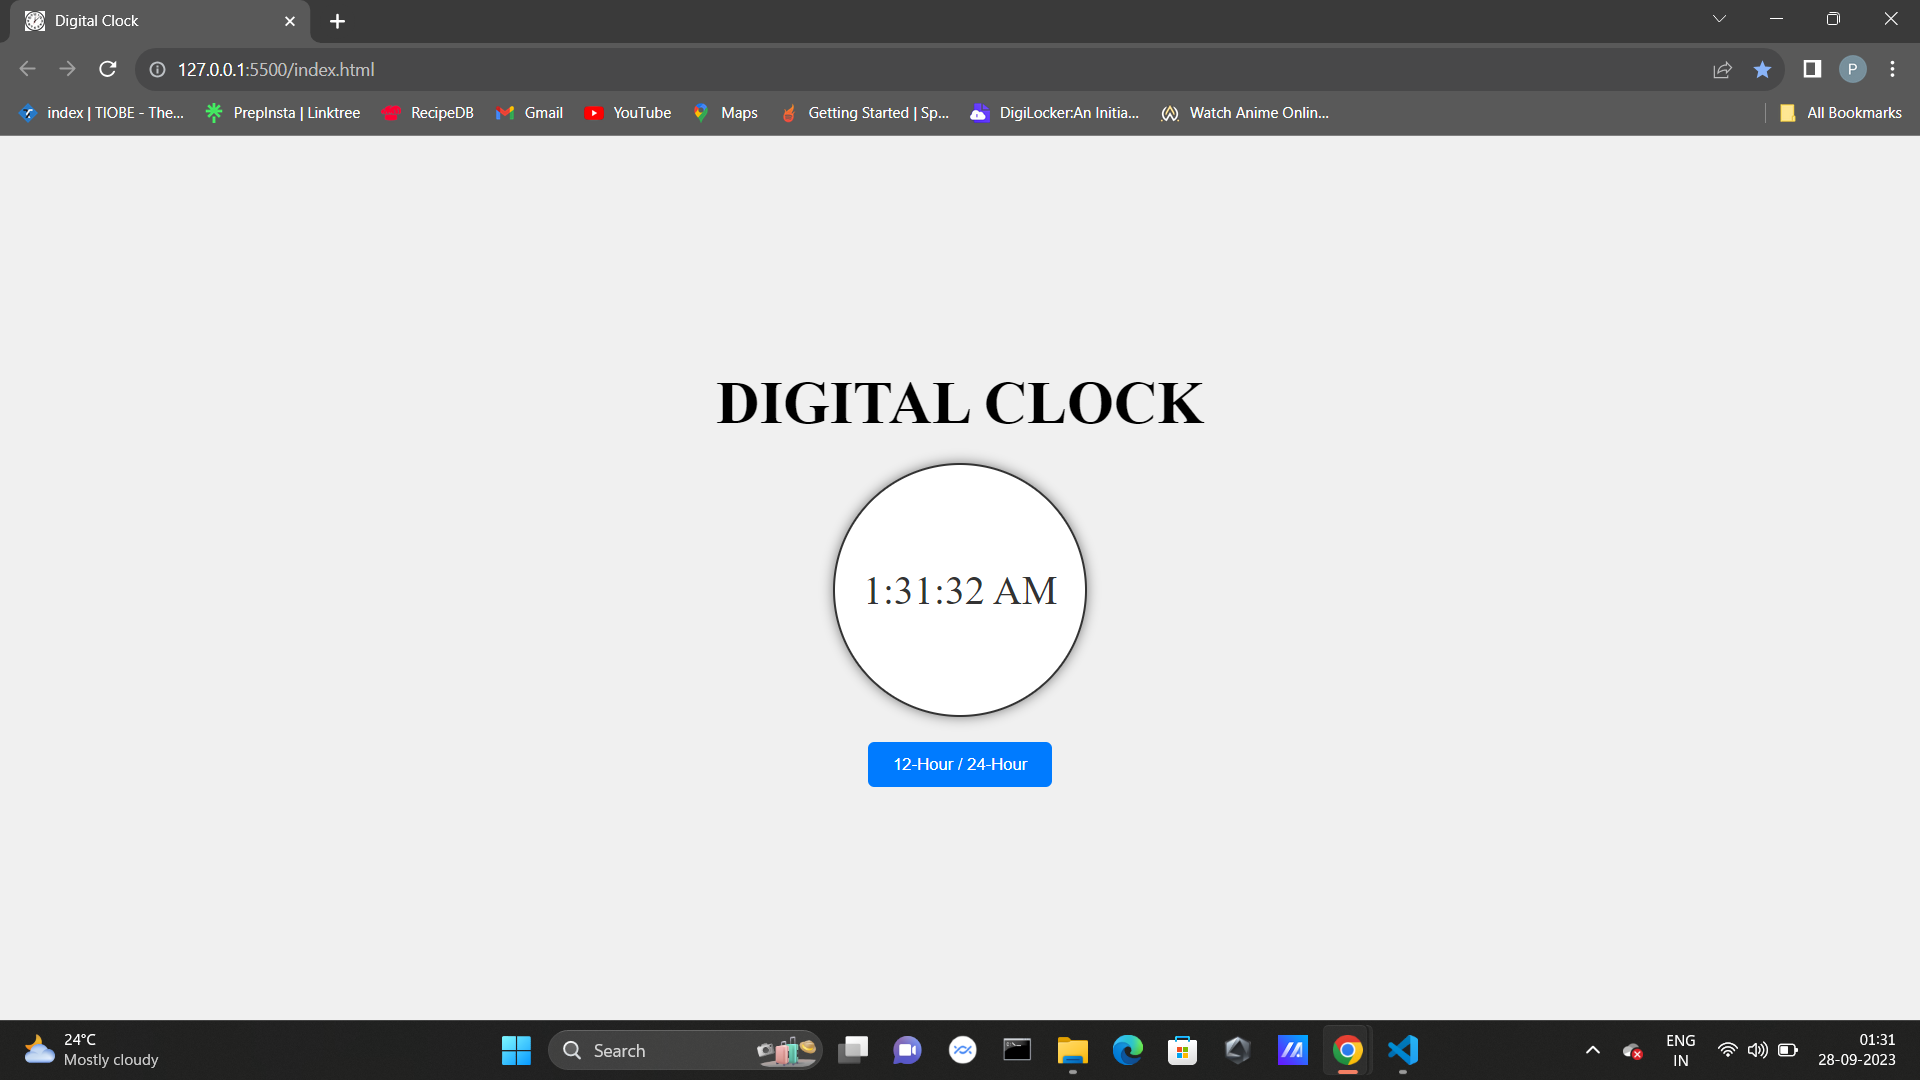 Digital Clock
127.0.0.1:5500/index.html
P
index | TIOBE - The... PrepInsta | Linktree RecipeDB Gmail YouTube Maps Getting Started | Sp... DigiLocker:An Initia... Watch Anime Onlin... All Bookmarks
DIGITAL CLOCK
1:31:32 AM
12-Hour / 24-Hour
24°C
Mostly cloudy
Search
ENG
IN
01:31
28-09-2023